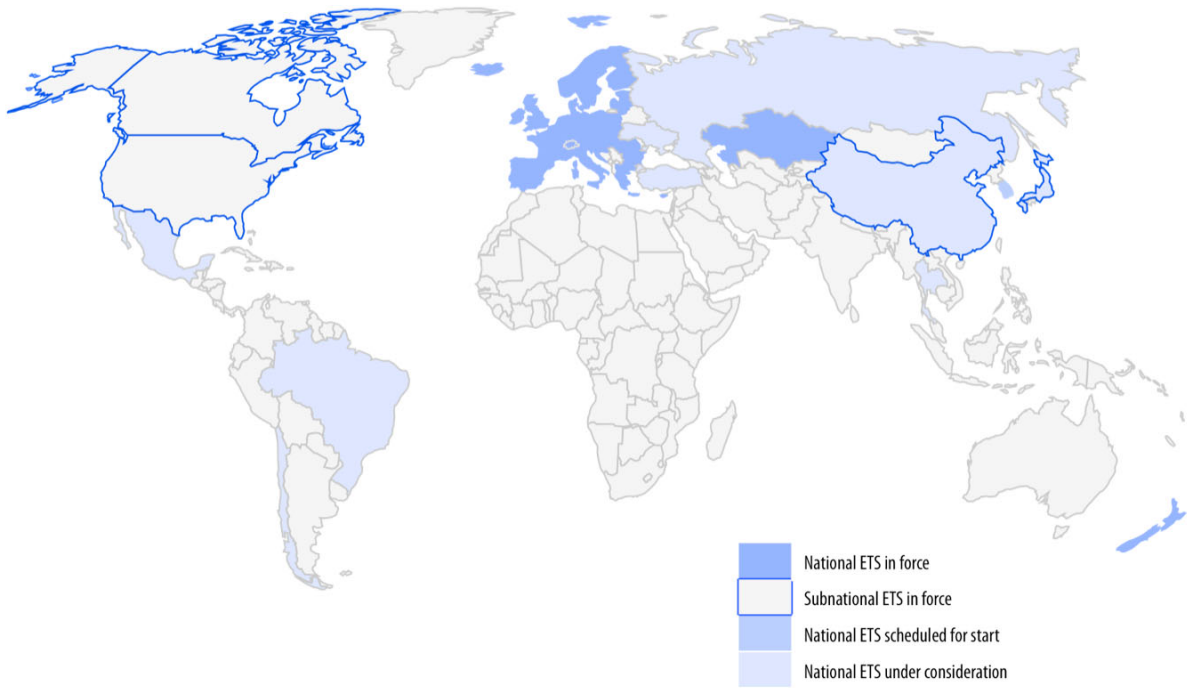 National ETS in force
Subnational ETS in force
National ETS scheduled for start
National ETS under consideration